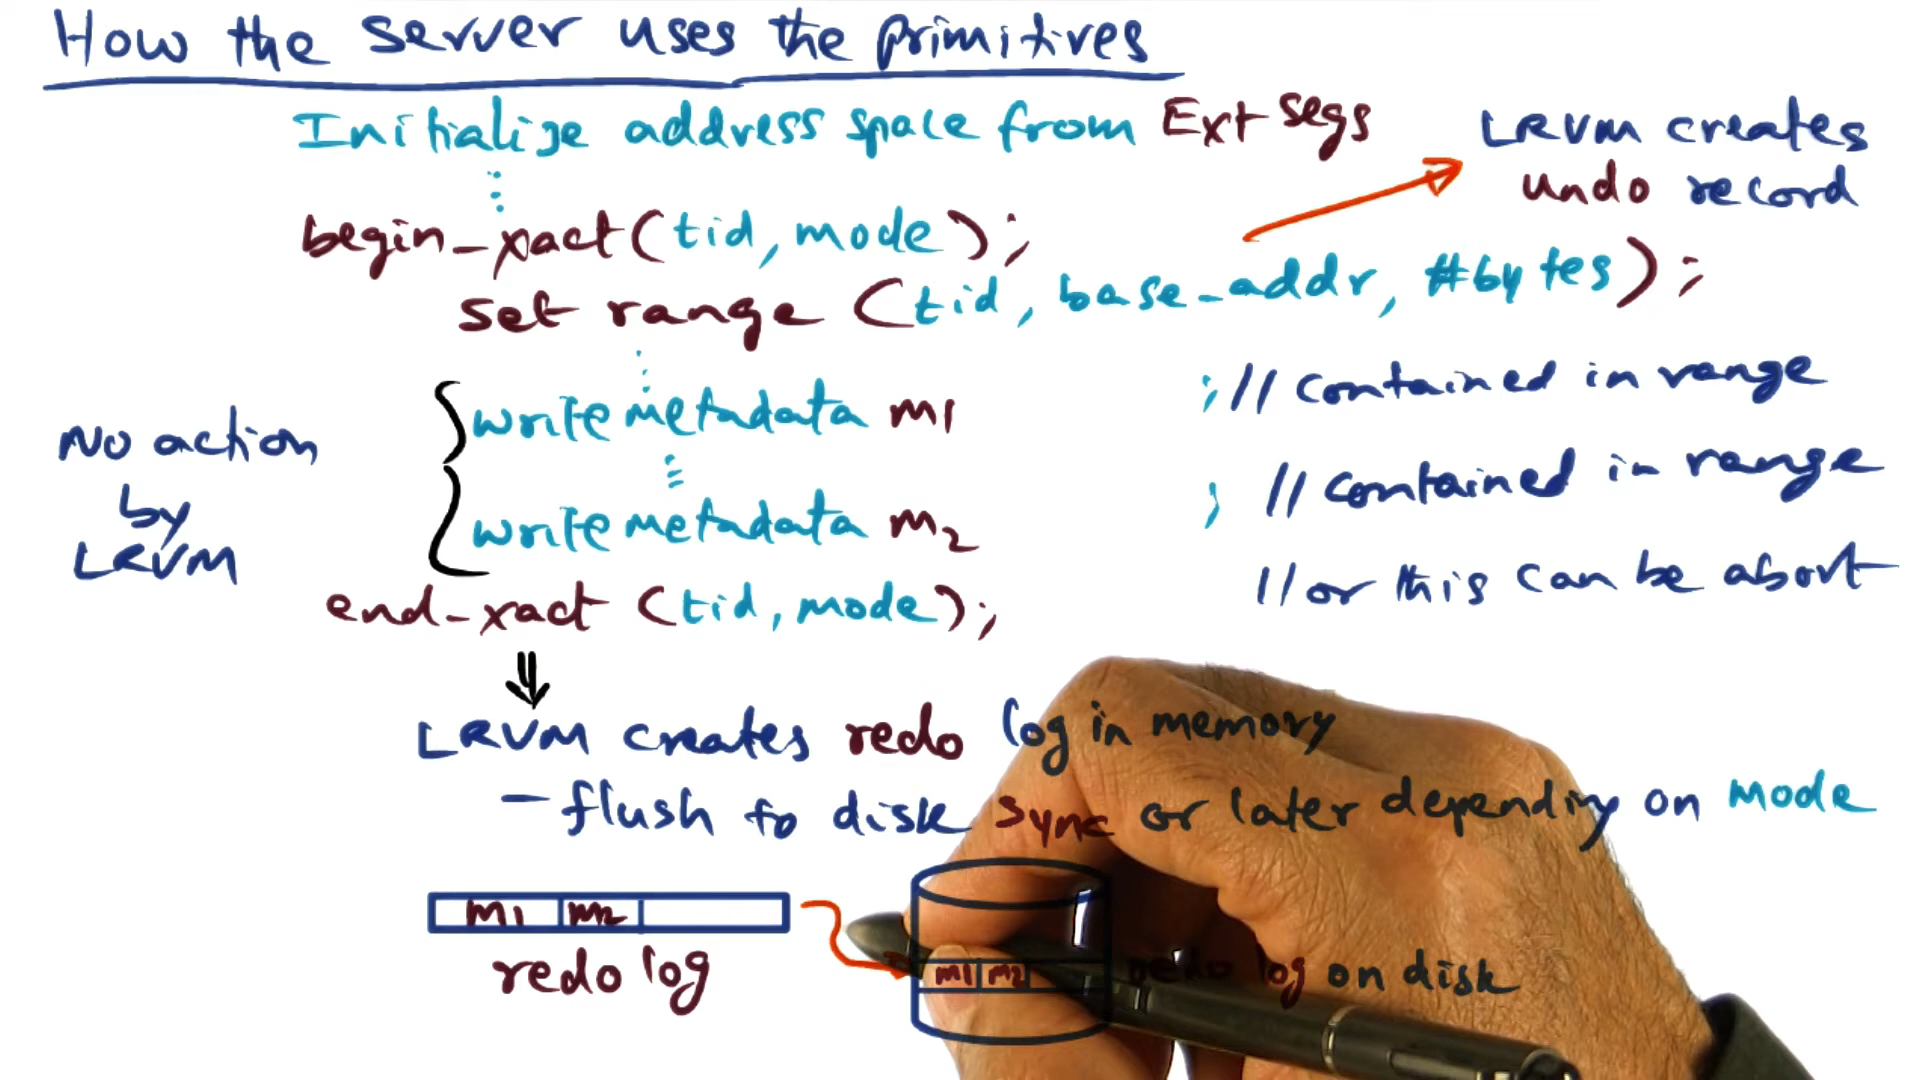 How the server uses the primitives
Initialize address space from Ext segs
LRVM creates
undo record
begin_xact(tid, mode);
set range (tid, base_addr, #bytes);
write metadata m1 ; // contained in range
No action
by
LRVM
write metadata m2 ; // contained in range
end_xact (tid, mode); // or this can be abort
LRVM creates redo log in memory
- flush to disk sync or later depending on mode
m1 m2
redo log
m1 m2
redo log on disk